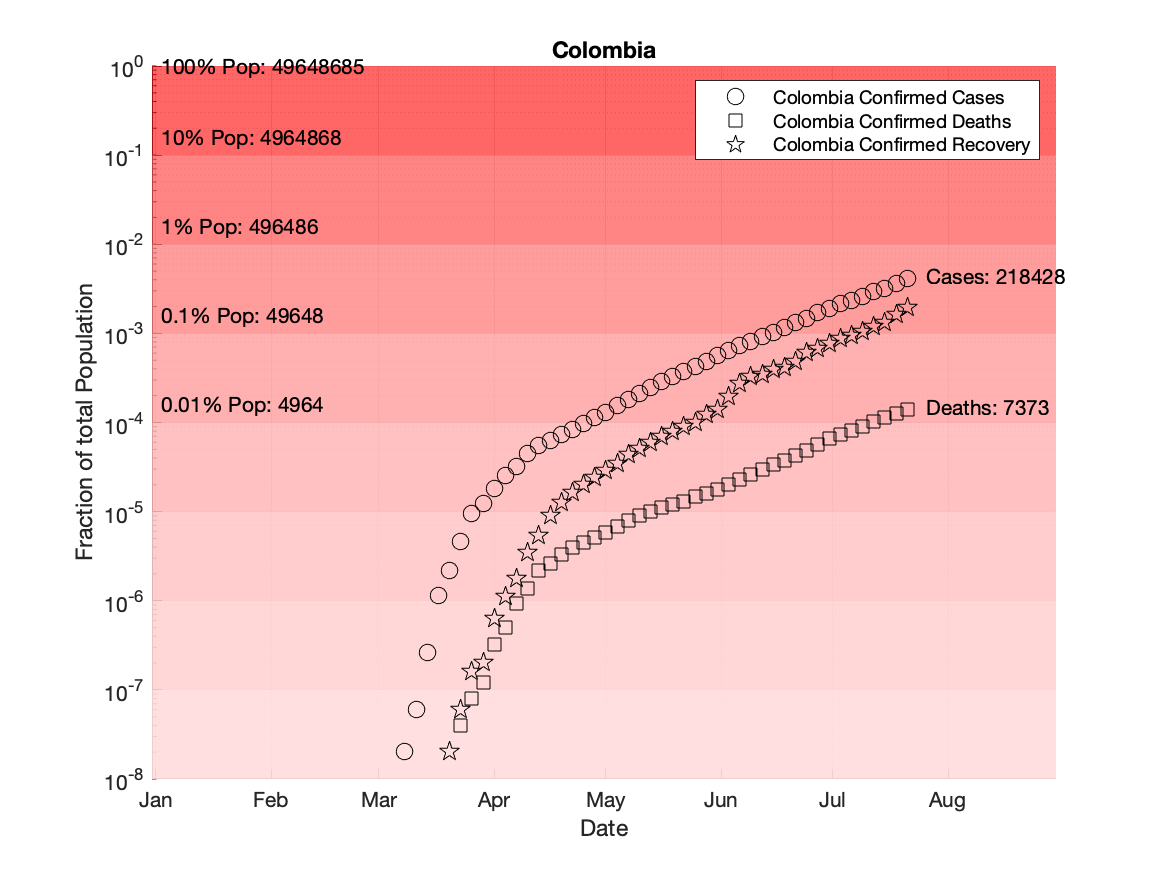 Colombia
10^0
10^-1
10^-2
10^-3
10^-4
10^-5
10^-6
10^-7
10^-8
Fraction of total Population
100% Pop: 49648685
10% Pop: 4964868
1% Pop: 496486
0.1% Pop: 49648
0.01% Pop: 4964
Colombia Confirmed Cases
Colombia Confirmed Deaths
Colombia Confirmed Recovery
Cases: 218428
Deaths: 7373
Jan Feb Mar Apr May Jun Jul Aug
Date